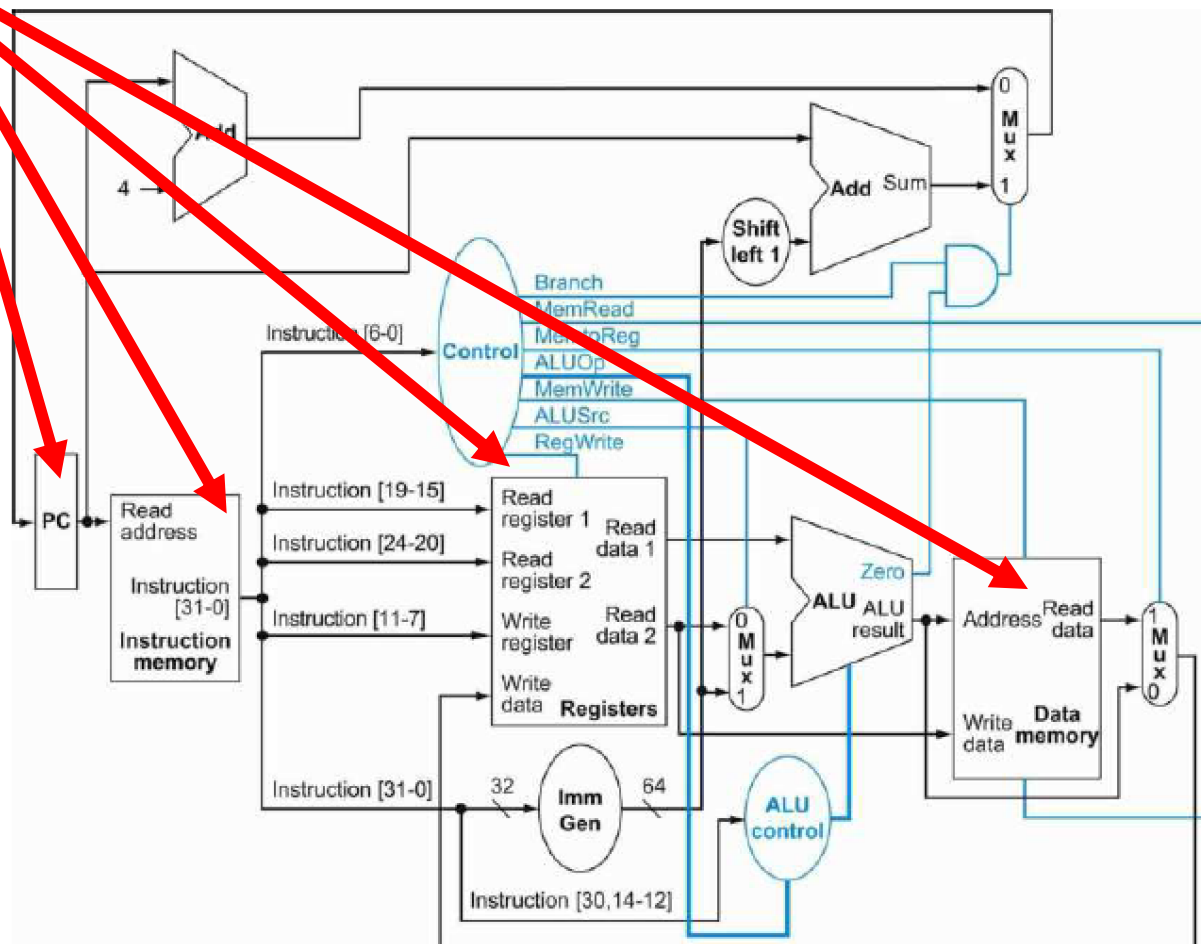 Add
4
0
Mux
1
Add Sum
Shift
left 1
Branch
MemRead
MemtoReg
ALUOp
MemWrite
ALUSrc
RegWrite
Instruction [6-0]
Control
PC
Read
address
Instruction
[31-0]
Instruction
memory
Instruction [19-15]
Instruction [24-20]
Instruction [11-7]
Read
register 1
Read
data 1
Read
register 2
Write
register
Read
data 2
Write
data
Registers
0
Mux
1
Zero
ALU
ALU
result
Address
Read
data
Write
data
Data
memory
1
Mux
0
Instruction [31-0]
32
Imm
Gen
64
ALU
control
Instruction [30,14-12]